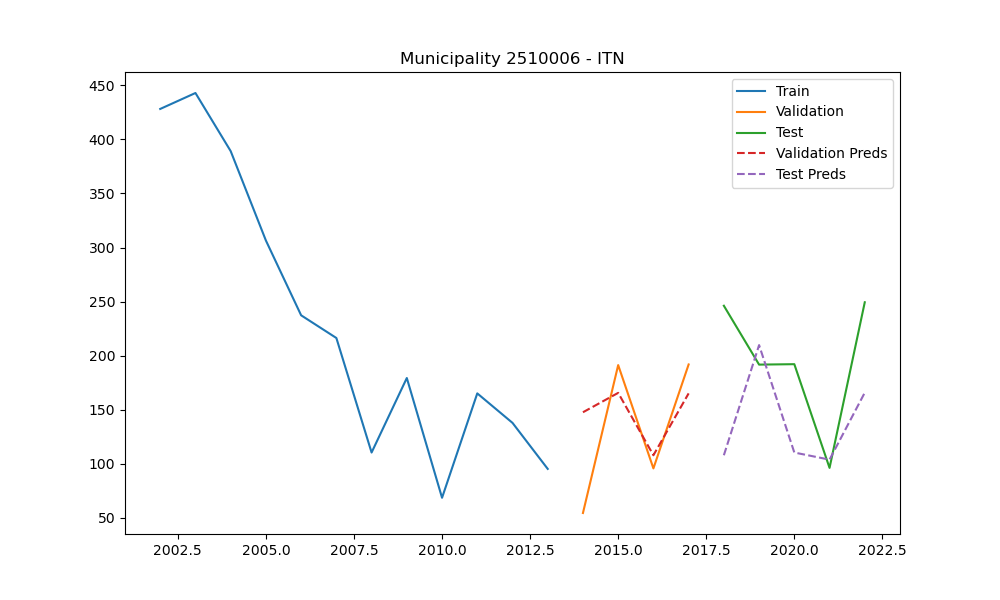 Municipality 2510006 - ITN
450
400
350
300
250
200
150
100
50
Train
Validation
Test
Validation Preds
Test Preds
2002.5 2005.0 2007.5 2010.0 2012.5 2015.0 2017.5 2020.0 2022.5